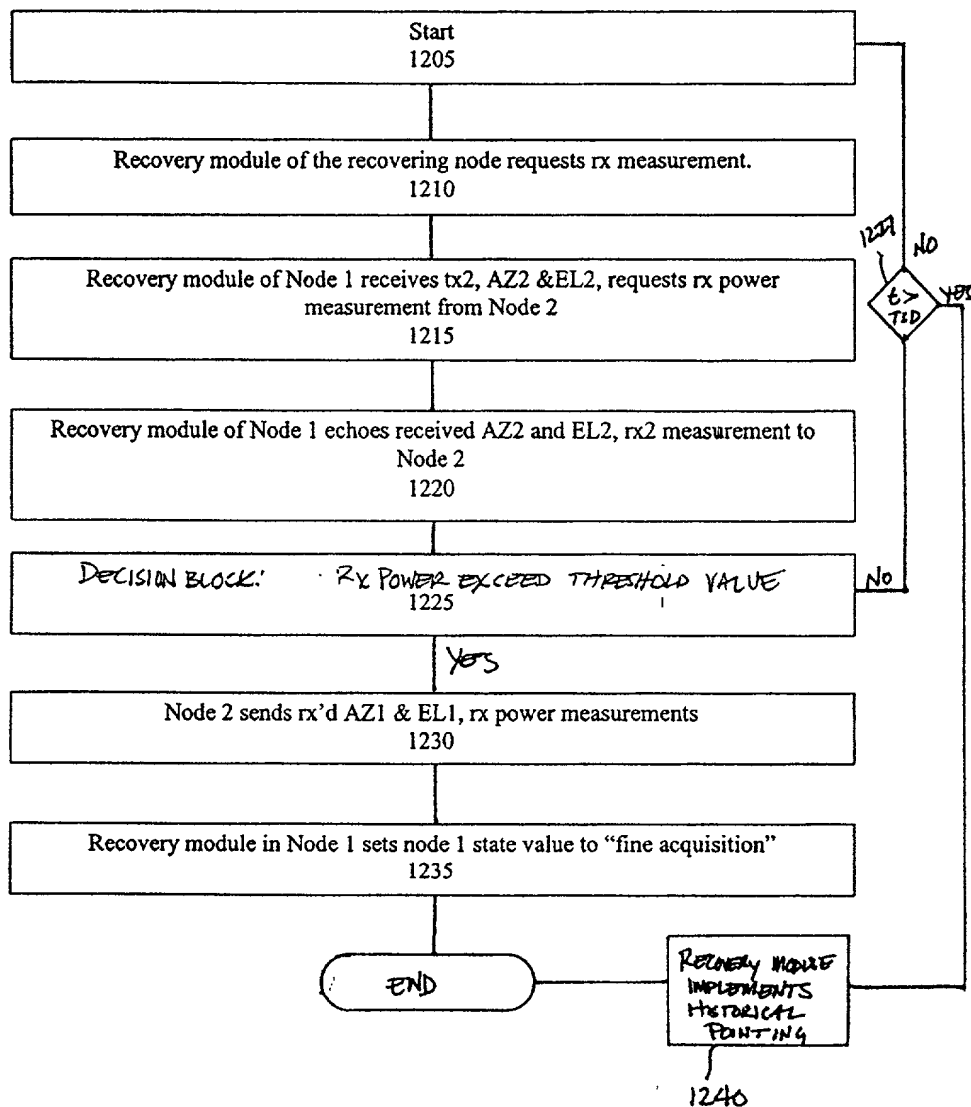 Start
1205
Recovery module of the recovering node requests rx measurement.
1210
Recovery module of Node 1 receives tx2, AZ2 &EL2, requests rx power
measurement from Node 2
1215
NO
YES
t>
Recovery module of Node 1 echoes received AZ2 and EL2, rx2 measurement to
Node 2
1220
DECISION BLOCK: RX POWER EXCEED THRESHOLD VALUE
1225
NO
YES
Node 2 sends rx'd AZ1 & EL1, rx power measurements
1230
Recovery module in Node 1 sets node 1 state value to “fine acquisition”
1235
END
RECOVERY MODULE
IMPLEMENTS
HISTORICAL
POINTING
1240